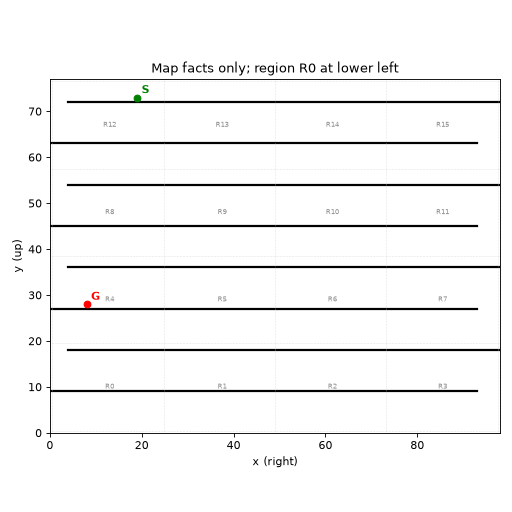 Map facts only; region R0 at lower left
S
70
R12 R13 R14 R15
60
50
R8 R9 R10 R11
40
30
G
R4 R5 R6 R7
20
10
R0 R1 R2 R3
0
0 20 40 60 80
x (right)
y (up)